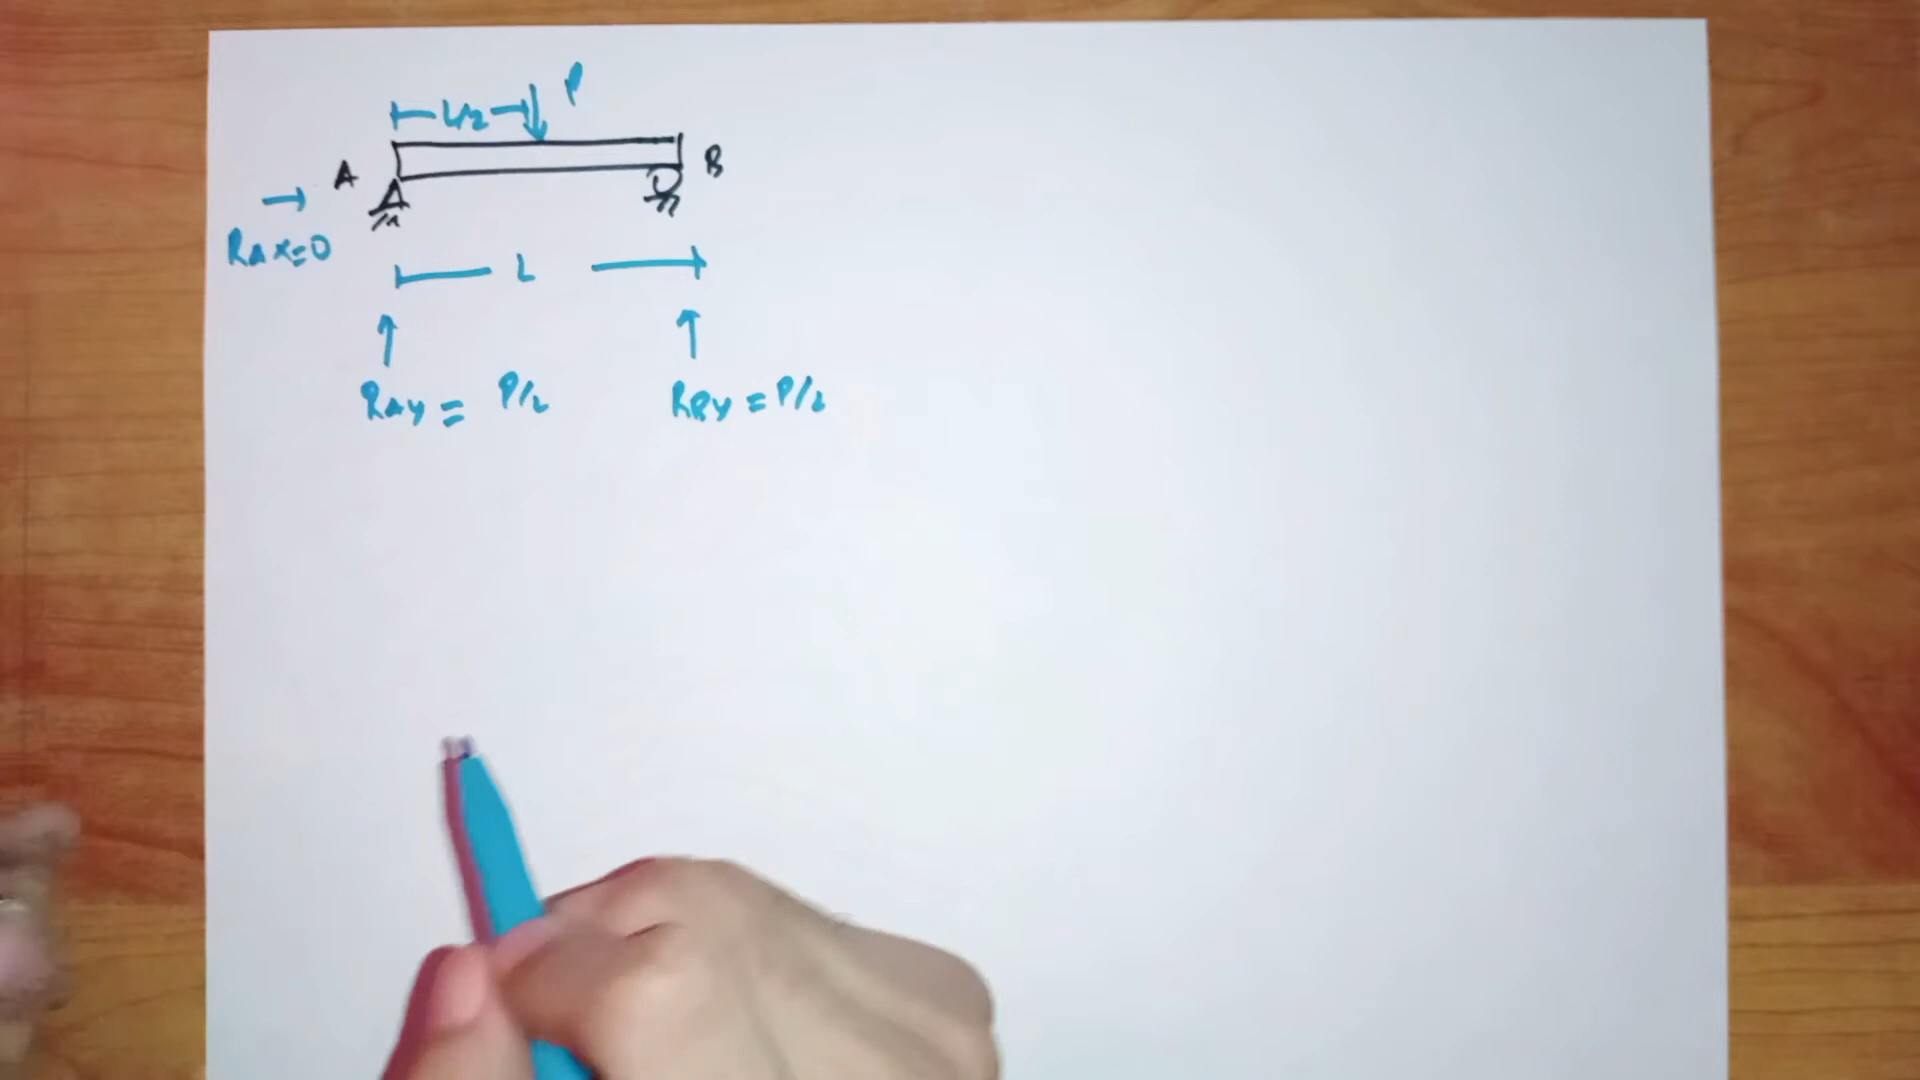 P
L/2
A
B
RAx=0
L
RAy = P/2
RBy = P/2